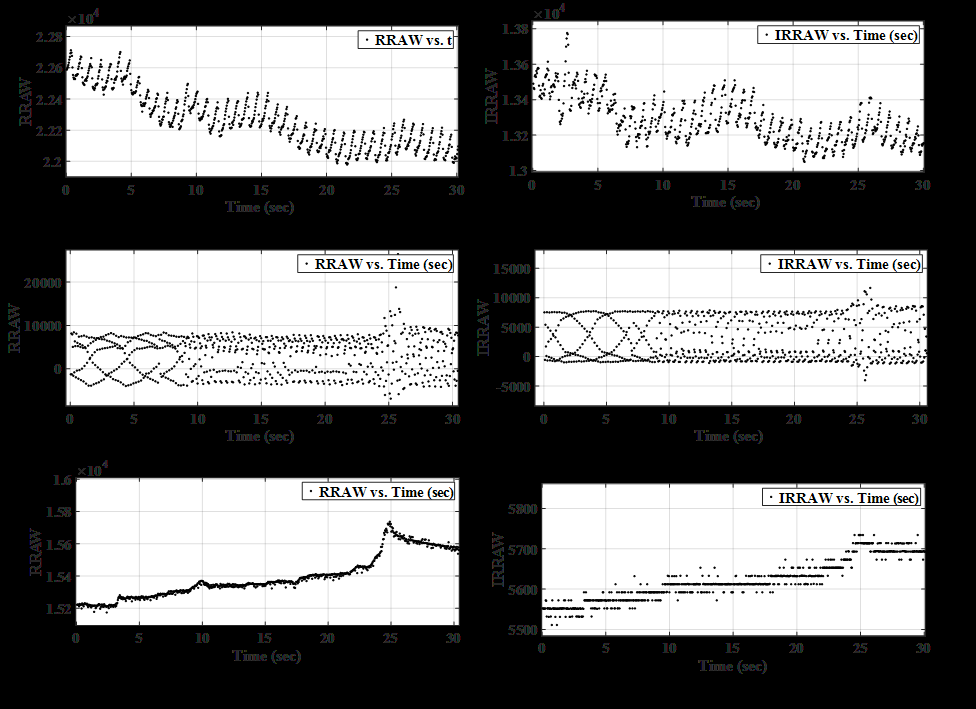 ×10⁴
2.28
2.26
2.24
2.22
2.2
RRAW
RRAW vs. t
0 5 10 15 20 25 30
Time (sec)
×10⁴
1.38
1.36
1.34
1.32
1.3
IRRAW
IRRAW vs. Time (sec)
0 5 10 15 20 25 30
Time (sec)
20000
10000
0
RRAW
RRAW vs. Time (sec)
0 5 10 15 20 25 30
Time (sec)
15000
10000
5000
0
-5000
IRRAW
IRRAW vs. Time (sec)
0 5 10 15 20 25 30
Time (sec)
×10⁴
1.6
1.58
1.56
1.54
1.52
RRAW
RRAW vs. Time (sec)
0 5 10 15 20 25 30
Time (sec)
5800
5700
5600
5500
IRRAW
IRRAW vs. Time (sec)
0 5 10 15 20 25 30
Time (sec)